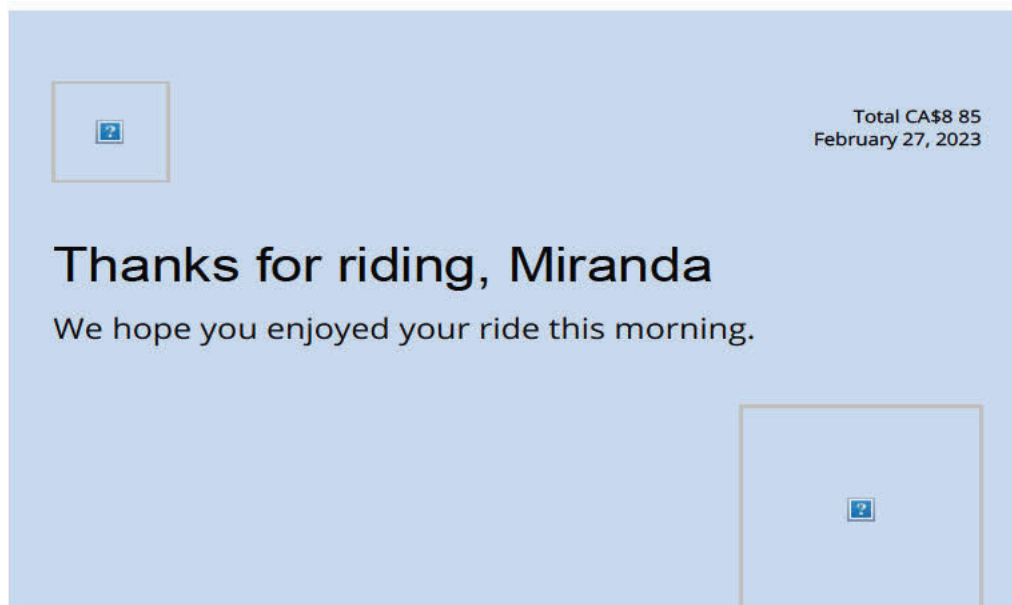 Total CA$8 85
February 27, 2023
Thanks for riding, Miranda
We hope you enjoyed your ride this morning.